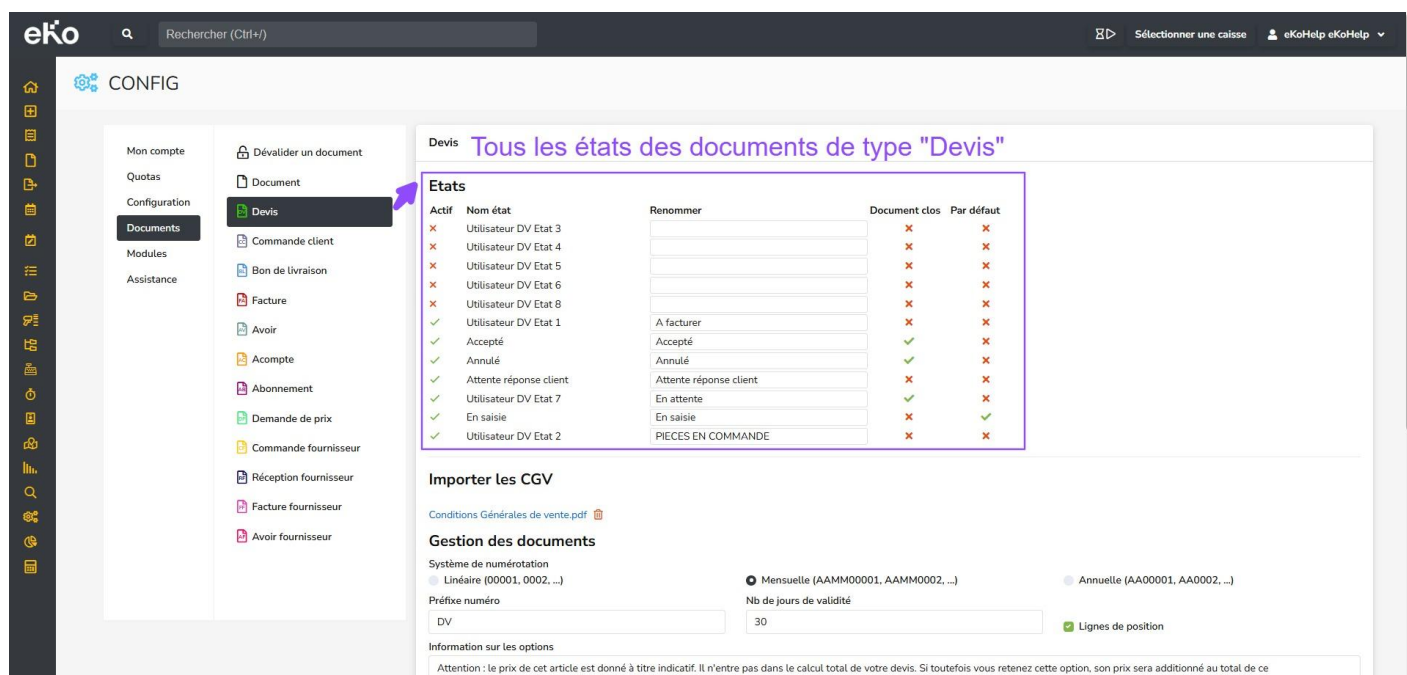 eKo
Rechercher (Ctrl+/)
Sélectionner une caisse
eKoHelp eKoHelp
CONFIG
Mon compte
Quotas
Configuration
Documents
Modules
Assistance
Dévalider un document
Document
Devis
Commande client
Bon de livraison
Facture
Avoir
Acompte
Abonnement
Demande de prix
Commande fournisseur
Réception fournisseur
Facture fournisseur
Avoir fournisseur
Devis Tous les états des documents de type "Devis"
Etats
Actif Nom état Renommer Document clos Par défaut
Utilisateur DV Etat 3
Utilisateur DV Etat 4
Utilisateur DV Etat 5
Utilisateur DV Etat 6
Utilisateur DV Etat 8
Utilisateur DV Etat 1 A facturer
Accepté Accepté
Annulé Annulé
Attente réponse client Attente réponse client
Utilisateur DV Etat 7 En attente
En saisie En saisie
Utilisateur DV Etat 2 PIECES EN COMMANDE
Importer les CGV
Conditions Générales de vente.pdf
Gestion des documents
Système de numérotation
Linéaire (00001, 0002, ...) Mensuelle (AAMM00001, AAMM0002, ...) Annuelle (AA00001, AA0002, ...)
Préfixe numéro Nb de jours de validité
DV 30 Lignes de position
Information sur les options
Attention : le prix de cet article est donné à titre indicatif. Il n'entre pas dans le calcul total de votre devis. Si toutefois vous retenez cette option, son prix sera additionné au total de ce